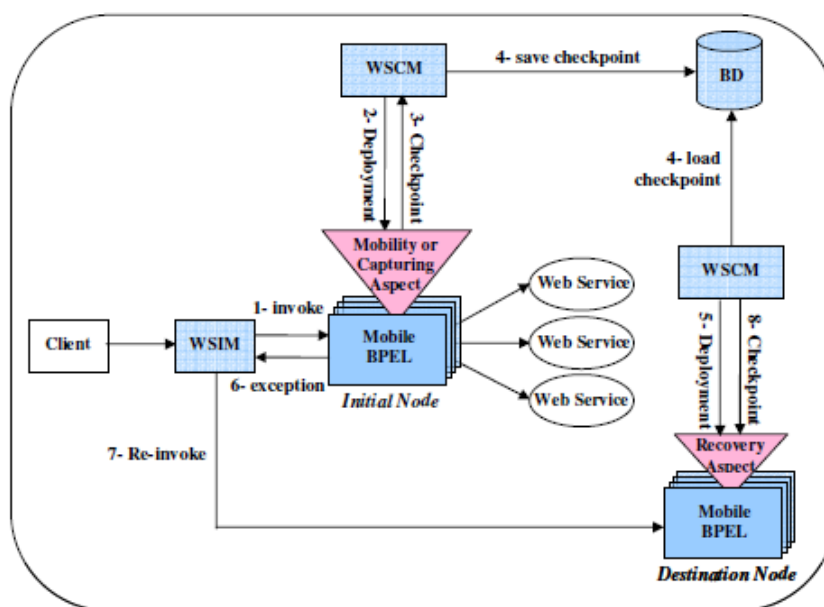 WSCM
4- save checkpoint
BD
2- Deployment
3- Checkpoint
4- load
checkpoint
Mobility or
Capturing
Aspect
Web Service
WSCM
1- invoke
Client
WSIM
Mobile
BPEL
Web Service
6- exception
Initial Node
Web Service
5- Deployment
8- Checkpoint
7- Re-invoke
Recovery
Aspect
Mobile
BPEL
Destination Node